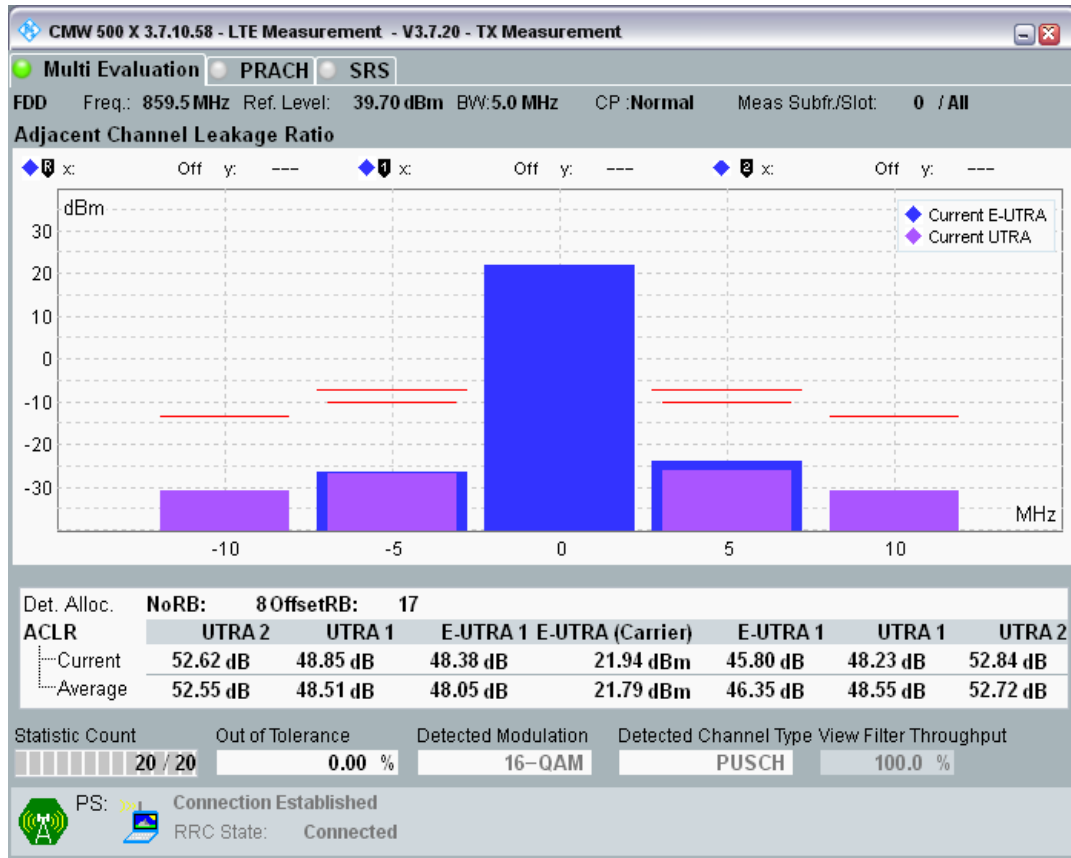 CMW 500 X 3.7.10.58 - LTE Measurement - V3.7.20 - TX Measurement
Multi Evaluation PRACH SRS
FDD Freq.: 859.5 MHz Ref. Level: 39.70 dBm BW: 5.0 MHz CP : Normal Meas Subfr./Slot: 0 / All
Adjacent Channel Leakage Ratio
R x: Off y: --- 1 x: Off y: --- 2 x: Off y: ---
dBm
Current E-UTRA
Current UTRA
30
20
10
0
-10
-20
-30
MHz
-10 -5 0 5 10
Det. Alloc. NoRB: 8 OffsetRB: 17
ACLR UTRA 2 UTRA 1 E-UTRA 1 E-UTRA (Carrier) E-UTRA 1 UTRA 1 UTRA 2
Current 52.62 dB 48.85 dB 48.38 dB 21.94 dBm 45.80 dB 48.23 dB 52.84 dB
Average 52.55 dB 48.51 dB 48.05 dB 21.79 dBm 46.35 dB 48.55 dB 52.72 dB
Statistic Count Out of Tolerance Detected Modulation Detected Channel Type View Filter Throughput
20 / 20 0.00 % 16-QAM PUSCH 100.0 %
PS: Connection Established
RRC State: Connected